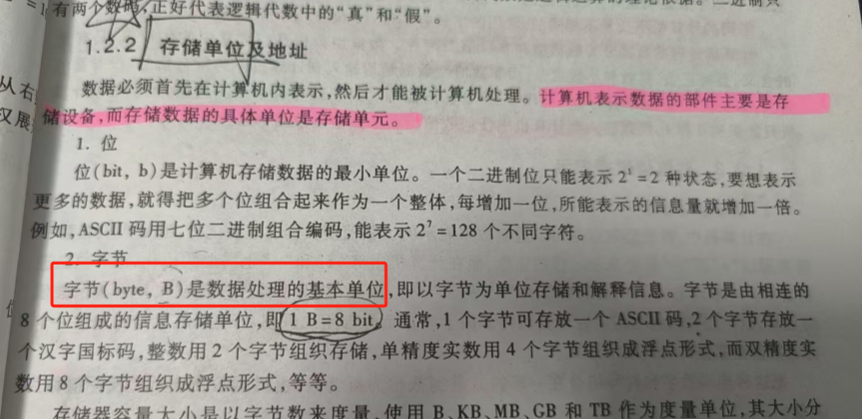 有两个数码,正好代表逻辑代数中的“真”和“假”。
1.2.2 存储单位及地址
从右
数据必须首先在计算机内表示,然后才能被计算机处理。计算机表示数据的部件主要是存
仅展
储设备,而存储数据的具体单位是存储单元。
1. 位
位(bit, b)是计算机存储数据的最小单位。一个二进制位只能表示 2¹=2 种状态,要想表示
更多的数据,就得把多个位组合起来作为一个整体,每增加一位,所能表示的信息量就增加一倍。
例如,ASCII 码用七位二进制组合编码,能表示 2⁷=128 个不同字符。
2. 字节
字节(byte, B)是数据处理的基本单位,即以字节为单位存储和解释信息。字节是由相连的
8 个位组成的信息存储单位,即 1 B=8 bit。通常,1 个字节可存放一个 ASCII 码,2 个字节存放一
个汉字国标码,整数用 2 个字节组织存储,单精度实数用 4 个字节组织成浮点形式,而双精度实
数用 8 个字节组织成浮点形式,等等。
存储器容量大小是以字节数来度量,使用 B、KB、MB、GB 和 TB 作为度量单位,其大小分